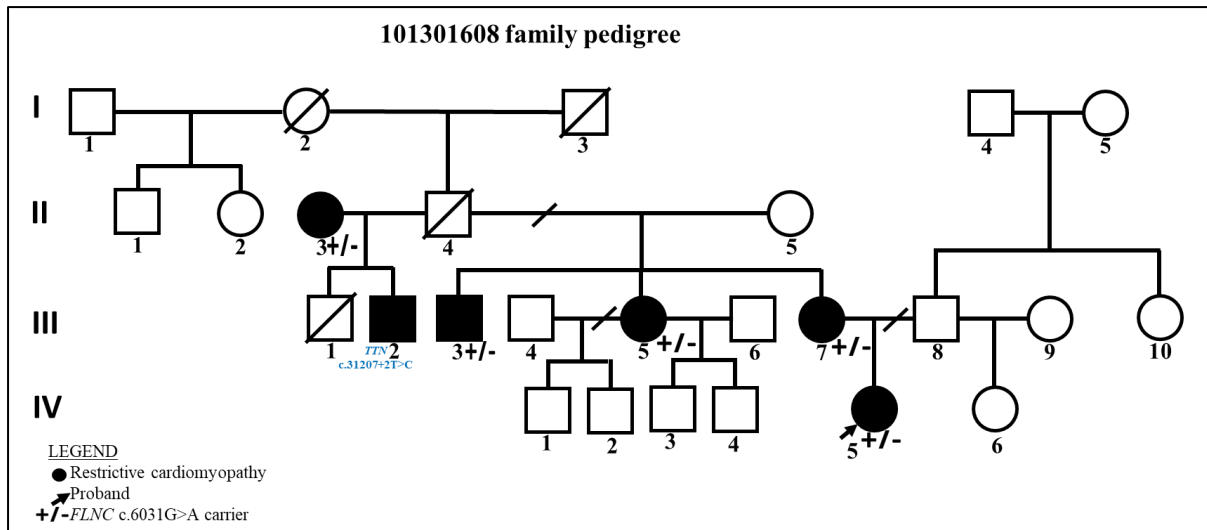 101301608 family pedigree
I
1
2
3
4
5
II
1
2
3+/-
4
5
III
1
2
3+/-
4
5
+/-
6
7
+/-
8
9
10
TTN
c.31207+2T>C
IV
1
2
3
4
5
+/-
6
LEGEND
Restrictive cardiomyopathy
Proband
+/-FLNC c.6031G>A carrier